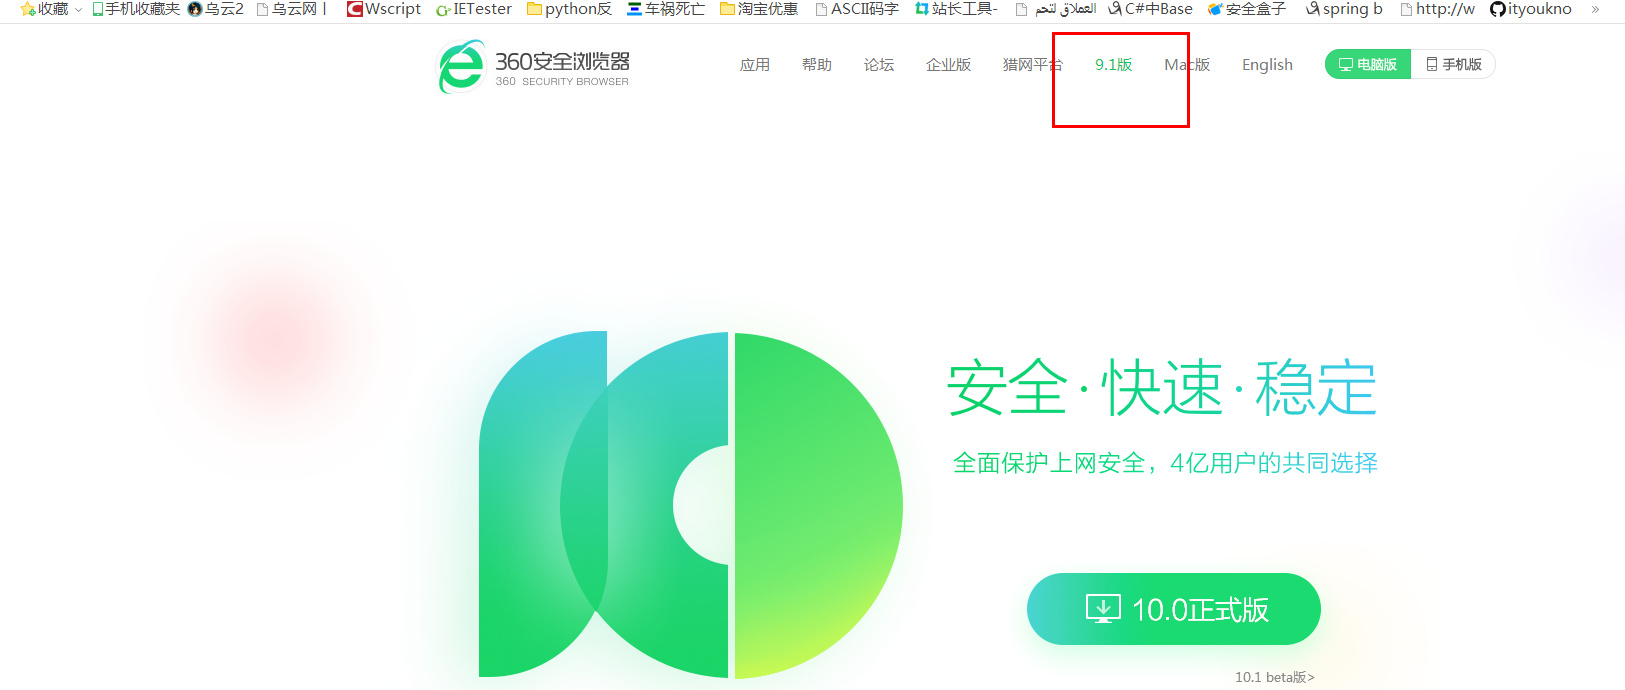 收藏 手机收藏夹 乌云2 乌云网 | Wscript IETester python反 车祸死亡 淘宝优惠 ASCII码字 站长工具- العملاق لتحم C#中Base 安全盒子 spring b http://w ityoukno »
360安全浏览器
360 SECURITY BROWSER
应用 帮助 论坛 企业版 猎网平台 9.1版 Mac版 English 电脑版 手机版
安全·快速·稳定
全面保护上网安全，4亿用户的共同选择
10.0正式版
10.1 beta版>